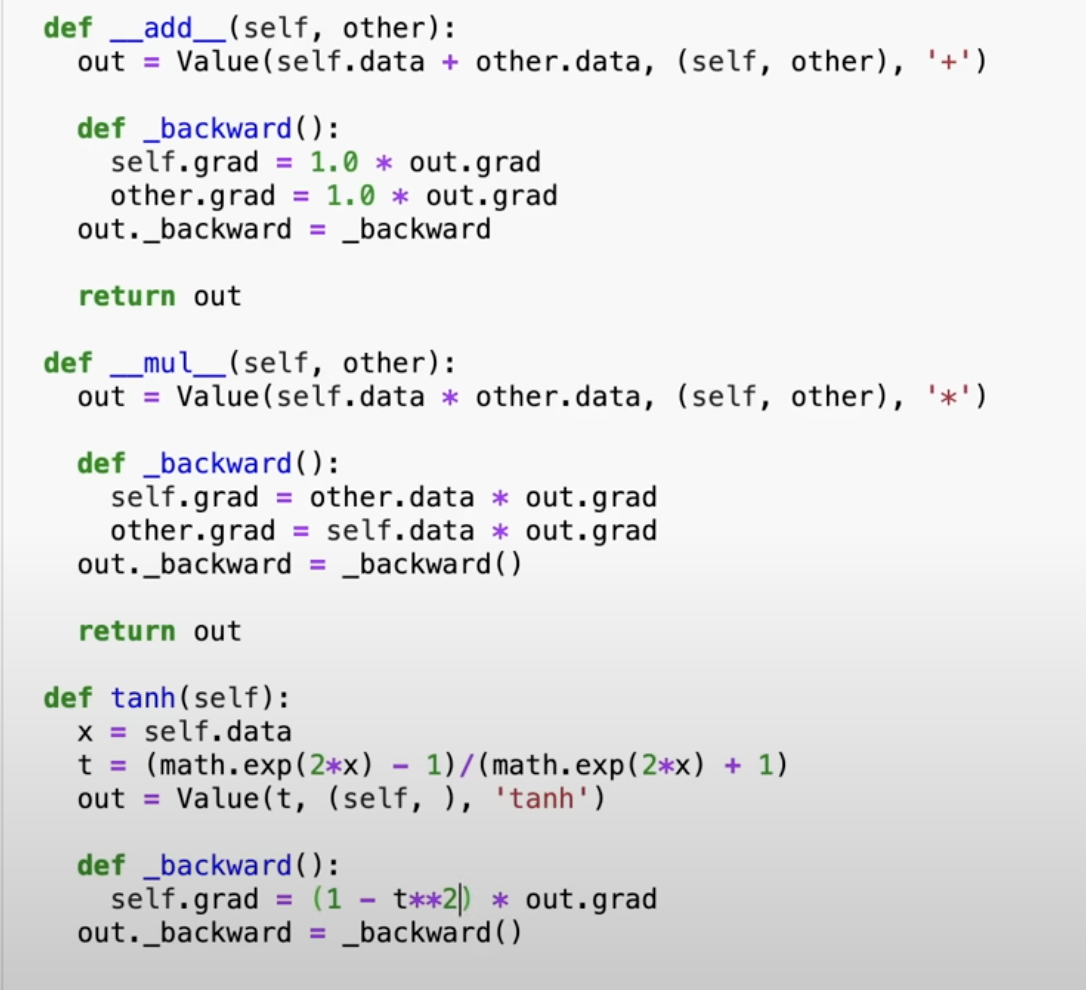 def __add__(self, other):
  out = Value(self.data + other.data, (self, other), '+')

  def _backward():
    self.grad = 1.0 * out.grad
    other.grad = 1.0 * out.grad
  out._backward = _backward

  return out

def __mul__(self, other):
  out = Value(self.data * other.data, (self, other), '*')

  def _backward():
    self.grad = other.data * out.grad
    other.grad = self.data * out.grad
  out._backward = _backward()

  return out

def tanh(self):
  x = self.data
  t = (math.exp(2*x) - 1)/(math.exp(2*x) + 1)
  out = Value(t, (self, ), 'tanh')

  def _backward():
    self.grad = (1 - t**2) * out.grad
  out._backward = _backward()